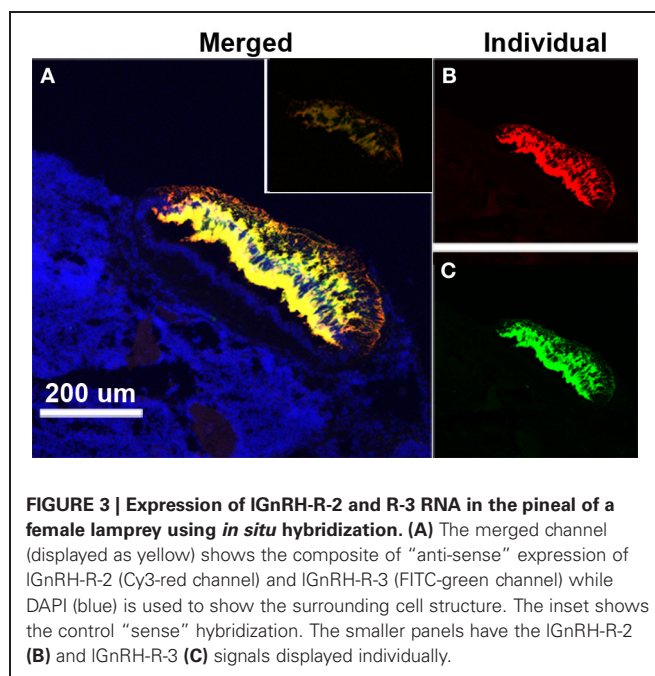 Merged
Individual
A
B
C
200 um
FIGURE 3 | Expression of lGnRH-R-2 and R-3 RNA in the pineal of a
female lamprey using in situ hybridization. (A) The merged channel
(displayed as yellow) shows the composite of “anti-sense” expression of
lGnRH-R-2 (Cy3-red channel) and lGnRH-R-3 (FITC-green channel) while
DAPI (blue) is used to show the surrounding cell structure. The inset shows
the control “sense” hybridization. The smaller panels have the lGnRH-R-2
(B) and lGnRH-R-3 (C) signals displayed individually.